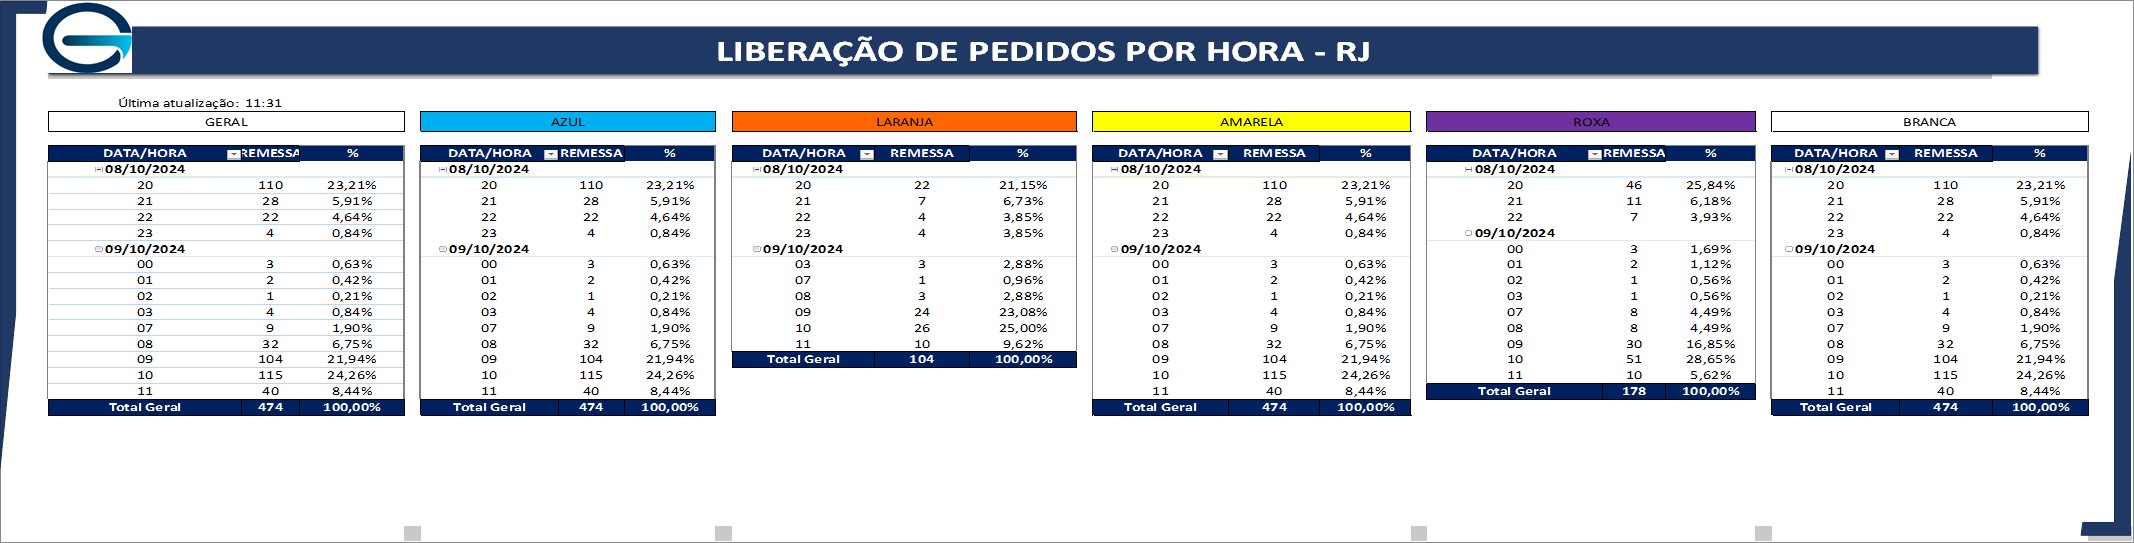 LIBERAÇÃO DE PEDIDOS POR HORA - RJ
Última atualização: 11:31
GERAL
DATA/HORA REMESSA %
08/10/2024
20 110 23,21%
21 28 5,91%
22 22 4,64%
23 4 0,84%
09/10/2024
00 3 0,63%
01 2 0,42%
02 1 0,21%
03 4 0,84%
07 9 1,90%
08 32 6,75%
09 104 21,94%
10 115 24,26%
11 40 8,44%
Total Geral 474 100,00%
AZUL
DATA/HORA REMESSA %
08/10/2024
20 110 23,21%
21 28 5,91%
22 22 4,64%
23 4 0,84%
09/10/2024
00 3 0,63%
01 2 0,42%
02 1 0,21%
03 4 0,84%
07 9 1,90%
08 32 6,75%
09 104 21,94%
10 115 24,26%
11 40 8,44%
Total Geral 474 100,00%
LARANJA
DATA/HORA REMESSA %
08/10/2024
20 22 21,15%
21 7 6,73%
22 4 3,85%
23 4 3,85%
09/10/2024
03 3 2,88%
07 1 0,96%
08 3 2,88%
09 24 23,08%
10 26 25,00%
11 10 9,62%
Total Geral 104 100,00%
AMARELA
DATA/HORA REMESSA %
08/10/2024
20 110 23,21%
21 28 5,91%
22 22 4,64%
23 4 0,84%
09/10/2024
00 3 0,63%
01 2 0,42%
02 1 0,21%
03 4 0,84%
07 9 1,90%
08 32 6,75%
09 104 21,94%
10 115 24,26%
11 40 8,44%
Total Geral 474 100,00%
ROXA
DATA/HORA REMESSA %
08/10/2024
20 46 25,84%
21 11 6,18%
22 7 3,93%
09/10/2024
00 3 1,69%
01 2 1,12%
02 1 0,56%
03 1 0,56%
07 8 4,49%
08 8 4,49%
09 30 16,85%
10 51 28,65%
11 10 5,62%
Total Geral 178 100,00%
BRANCA
DATA/HORA REMESSA %
08/10/2024
20 110 23,21%
21 28 5,91%
22 22 4,64%
23 4 0,84%
09/10/2024
00 3 0,63%
01 2 0,42%
02 1 0,21%
03 4 0,84%
07 9 1,90%
08 32 6,75%
09 104 21,94%
10 115 24,26%
11 40 8,44%
Total Geral 474 100,00%